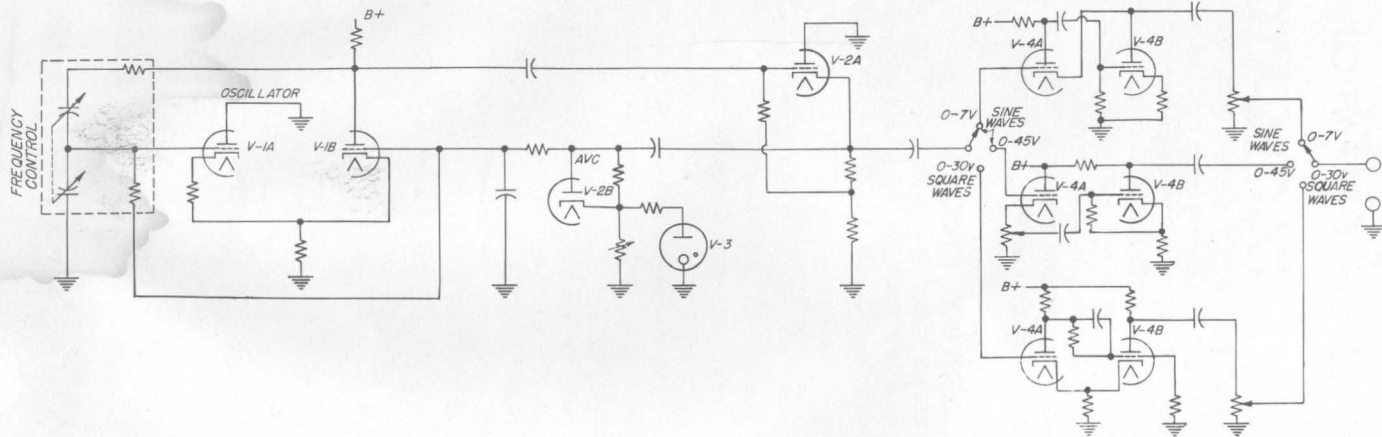 B+
V-2A
FREQUENCY
CONTROL
OSCILLATOR
V-1A
V-1B
AVC
V-2B
V-3
B+
V-4A
V-4B
0-7V
SINE
WAVES
0-45V
0-30V
SQUARE
WAVES
B+
V-4A
V-4B
B+
V-4A
V-4B
0-7V
SINE
WAVES
0-45V
0-30V
SQUARE
WAVES